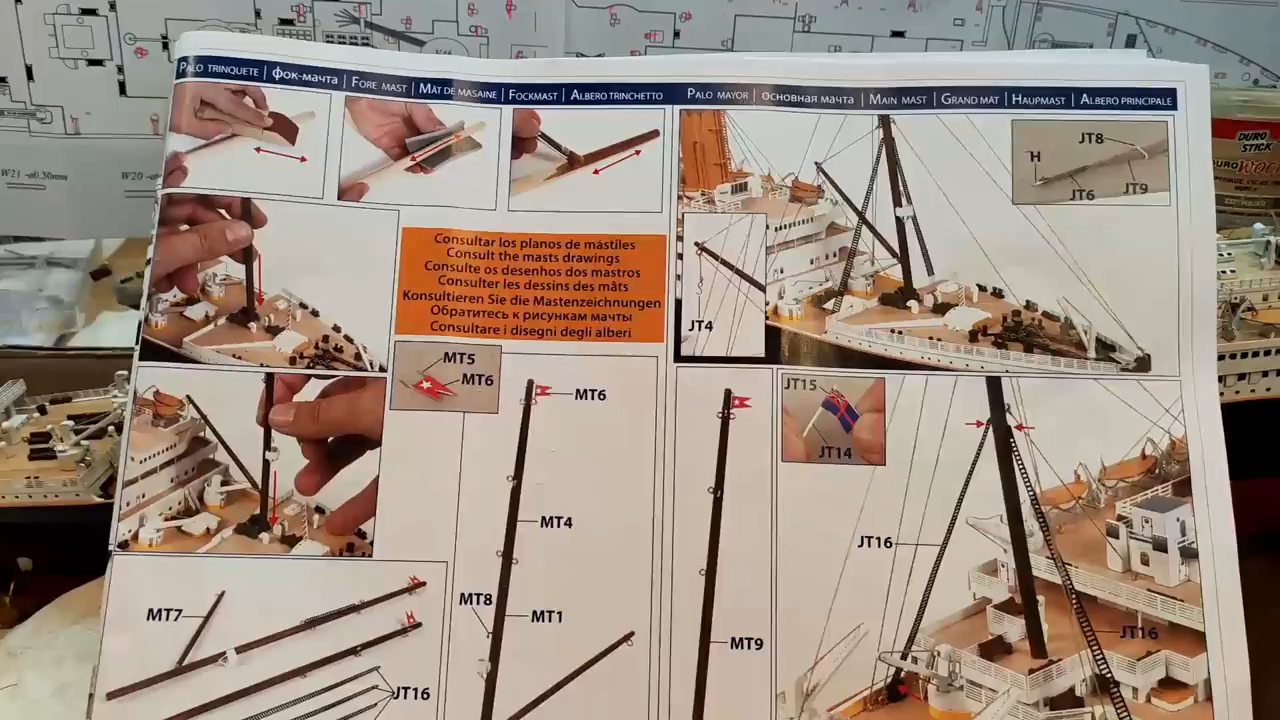 PALO TRINQUETE | фок-мачта | FORE MAST | MÂT DE MASAINE | FOCKMAST | ALBERO TRINCHETTO
PALO MAYOR | основная мачта | MAIN MAST | GRAND MÂT | HAUPMAST | ALBERO PRINCIPALE
Consultar los planos de mástiles
Consult the masts drawings
Consulte os desenhos dos mastros
Consulter les dessins des mâts
Konsultieren Sie die Mastenzeichnungen
Обратитесь к рисункам мачты
Consultare i disegni degli alberi
MT5
MT6
MT6
MT4
MT8
MT1
MT7
JT16
JT8
H
JT6
JT9
JT4
JT15
JT14
MT9
JT16
JT16
W21 -ø0.50mm
W20 -ø
DURO
STICK